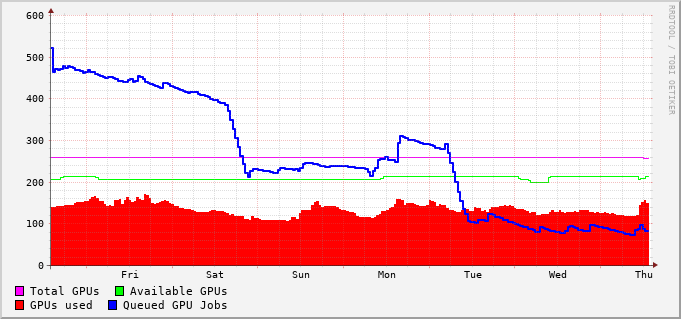 600
500
400
300
200
100
0
Fri Sat Sun Mon Tue Wed Thu
Total GPUs Available GPUs
GPUs used Queued GPU Jobs
RRDTOOL / TOBI OETIKER